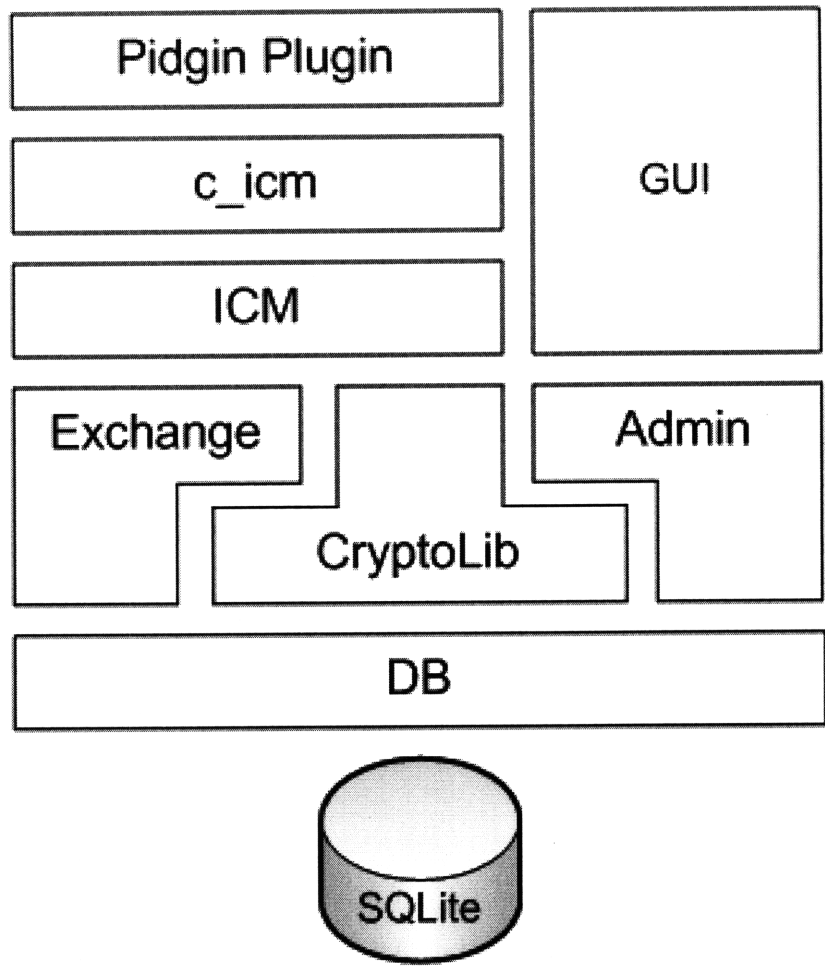 Pidgin Plugin
c_icm
GUI
ICM
Exchange
Admin
CryptoLib
DB
SQLite